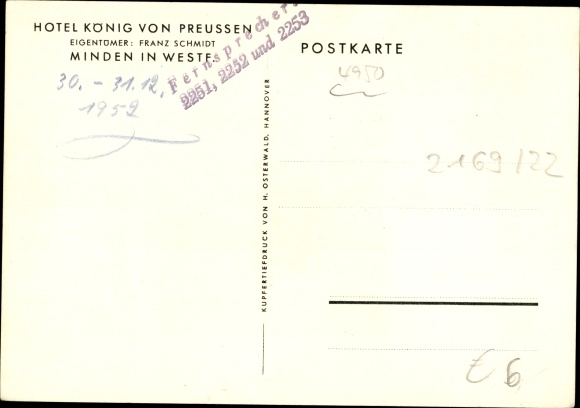 HOTEL KÖNIG VON PREUSSEN
EIGENTÜMER: FRANZ SCHMIDT
MINDEN IN WESTF.
Fernsprecher:
2251, 2252 und 2253
30. - 31.12.
1952
KUPFERTIEFDRUCK VON H. OSTERWALD, HANNOVER
POSTKARTE
4950
2169/22
€ 6